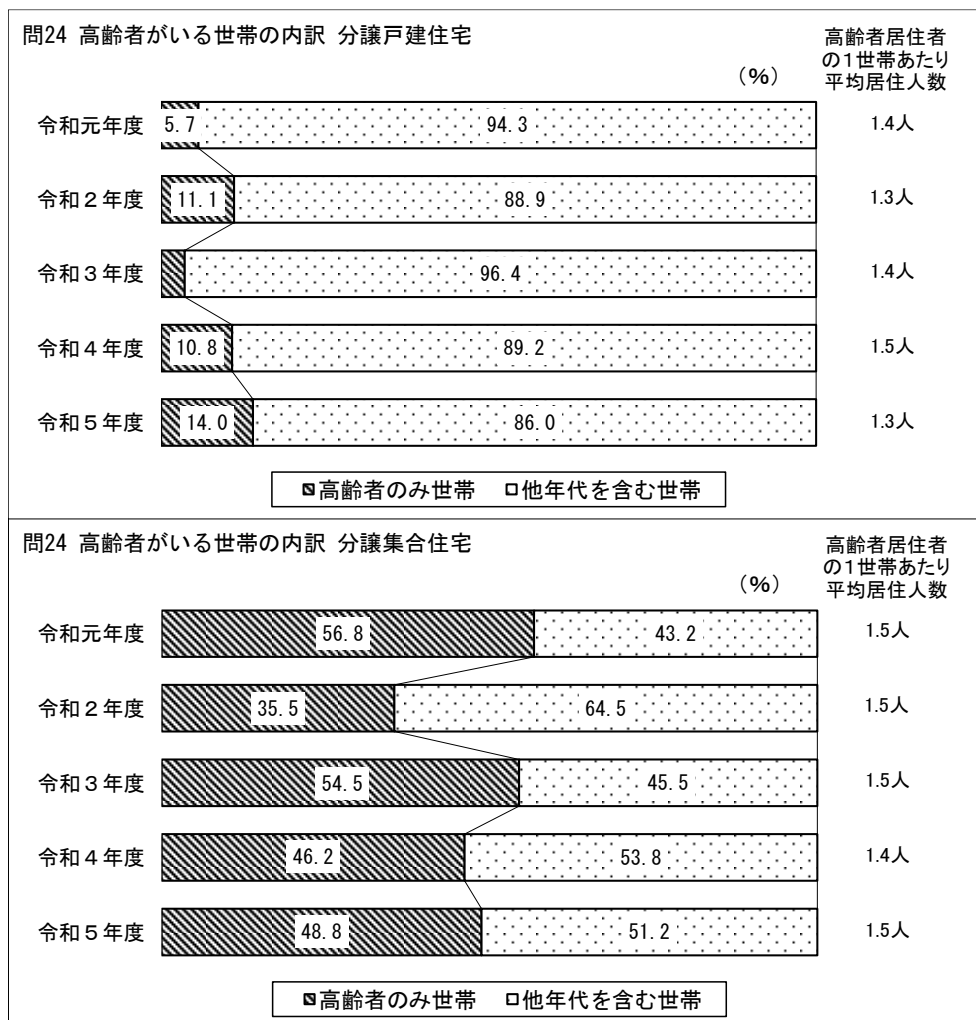 問24 高齢者がいる世帯の内訳 分譲戸建住宅
高齢者居住者
の１世帯あたり
平均居住人数
（％）
令和元年度 5.7 94.3 1.4人
令和２年度 11.1 88.9 1.3人
令和３年度 96.4 1.4人
令和４年度 10.8 89.2 1.5人
令和５年度 14.0 86.0 1.3人
高齢者のみ世帯 他年代を含む世帯
問24 高齢者がいる世帯の内訳 分譲集合住宅
高齢者居住者
の１世帯あたり
平均居住人数
（％）
令和元年度 56.8 43.2 1.5人
令和２年度 35.5 64.5 1.5人
令和３年度 54.5 45.5 1.5人
令和４年度 46.2 53.8 1.4人
令和５年度 48.8 51.2 1.5人
高齢者のみ世帯 他年代を含む世帯